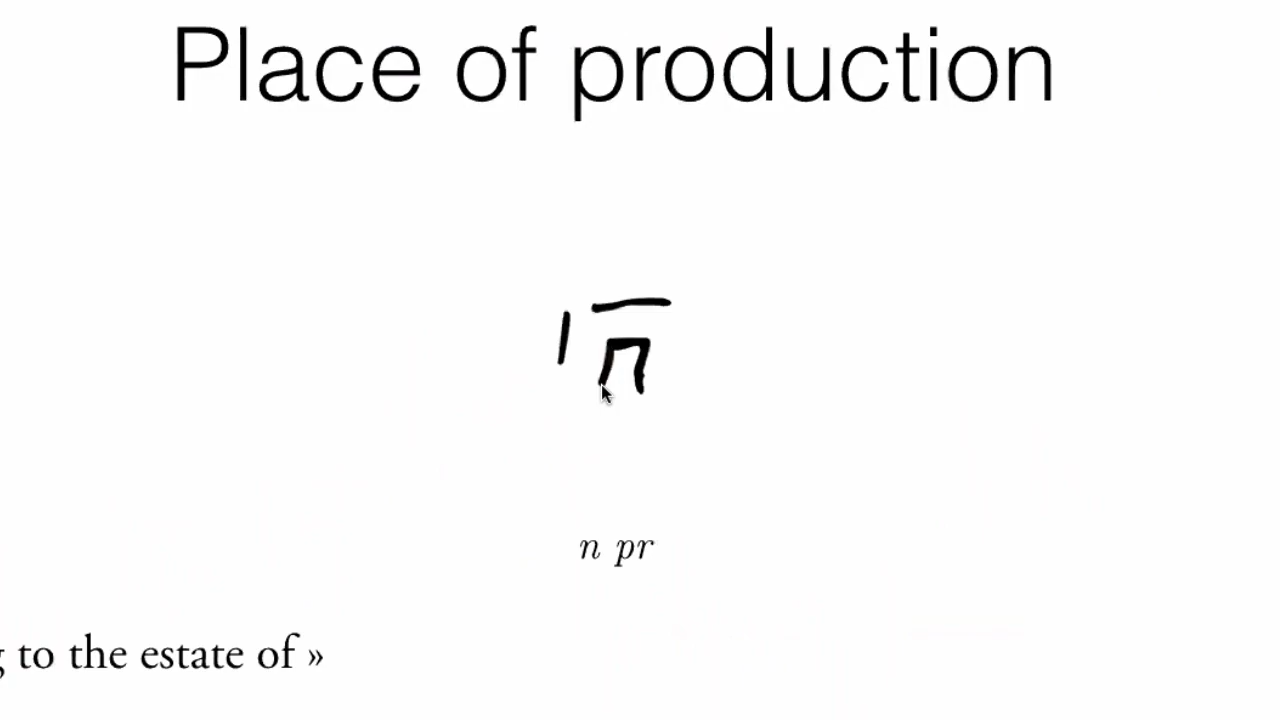 Place of production
n pr
to the estate of »